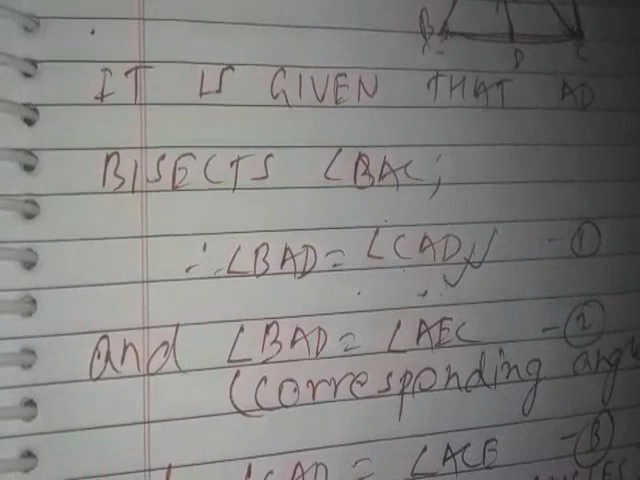 B D C
IT IS GIVEN THAT AD
BISECTS ∠BAC;
∴ ∠BAD = ∠CAD, - ①
and ∠BAD = ∠AEC - ②
(corresponding
∠CAD = ∠ACE - ③